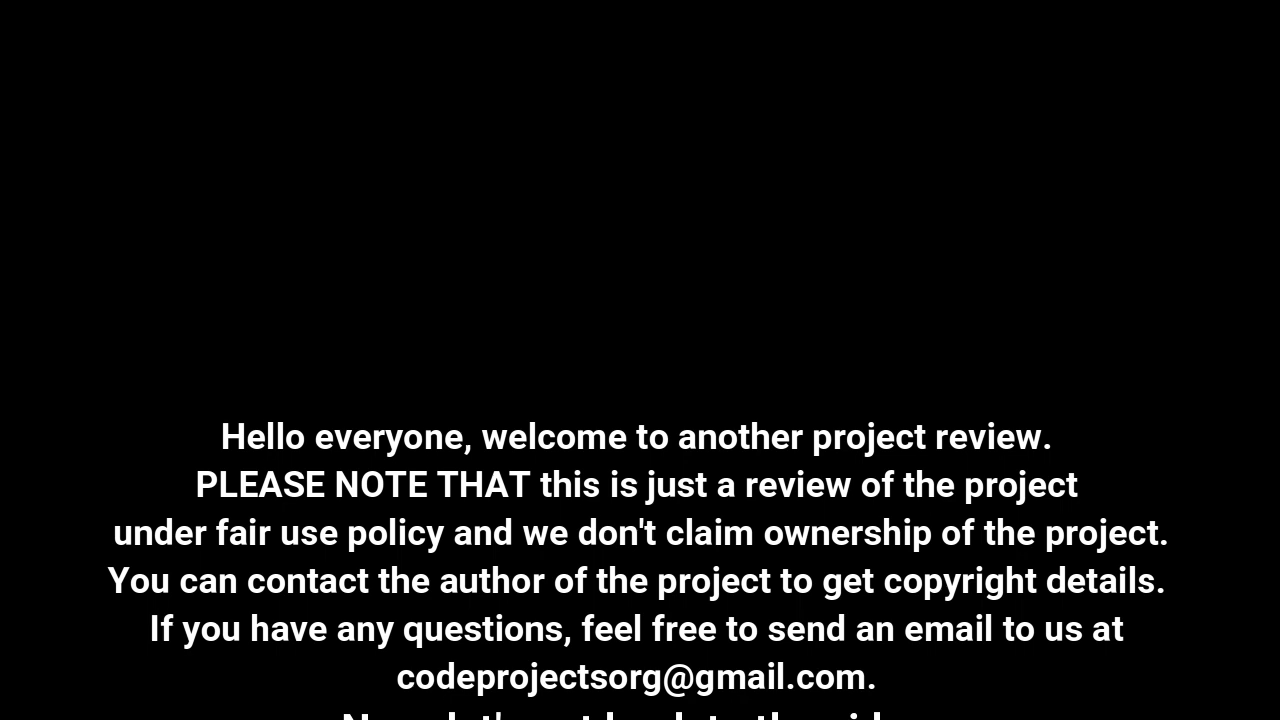 Hello everyone, welcome to another project review.
PLEASE NOTE THAT this is just a review of the project
under fair use policy and we don't claim ownership of the project.
You can contact the author of the project to get copyright details.
If you have any questions, feel free to send an email to us at
codeprojectsorg@gmail.com.